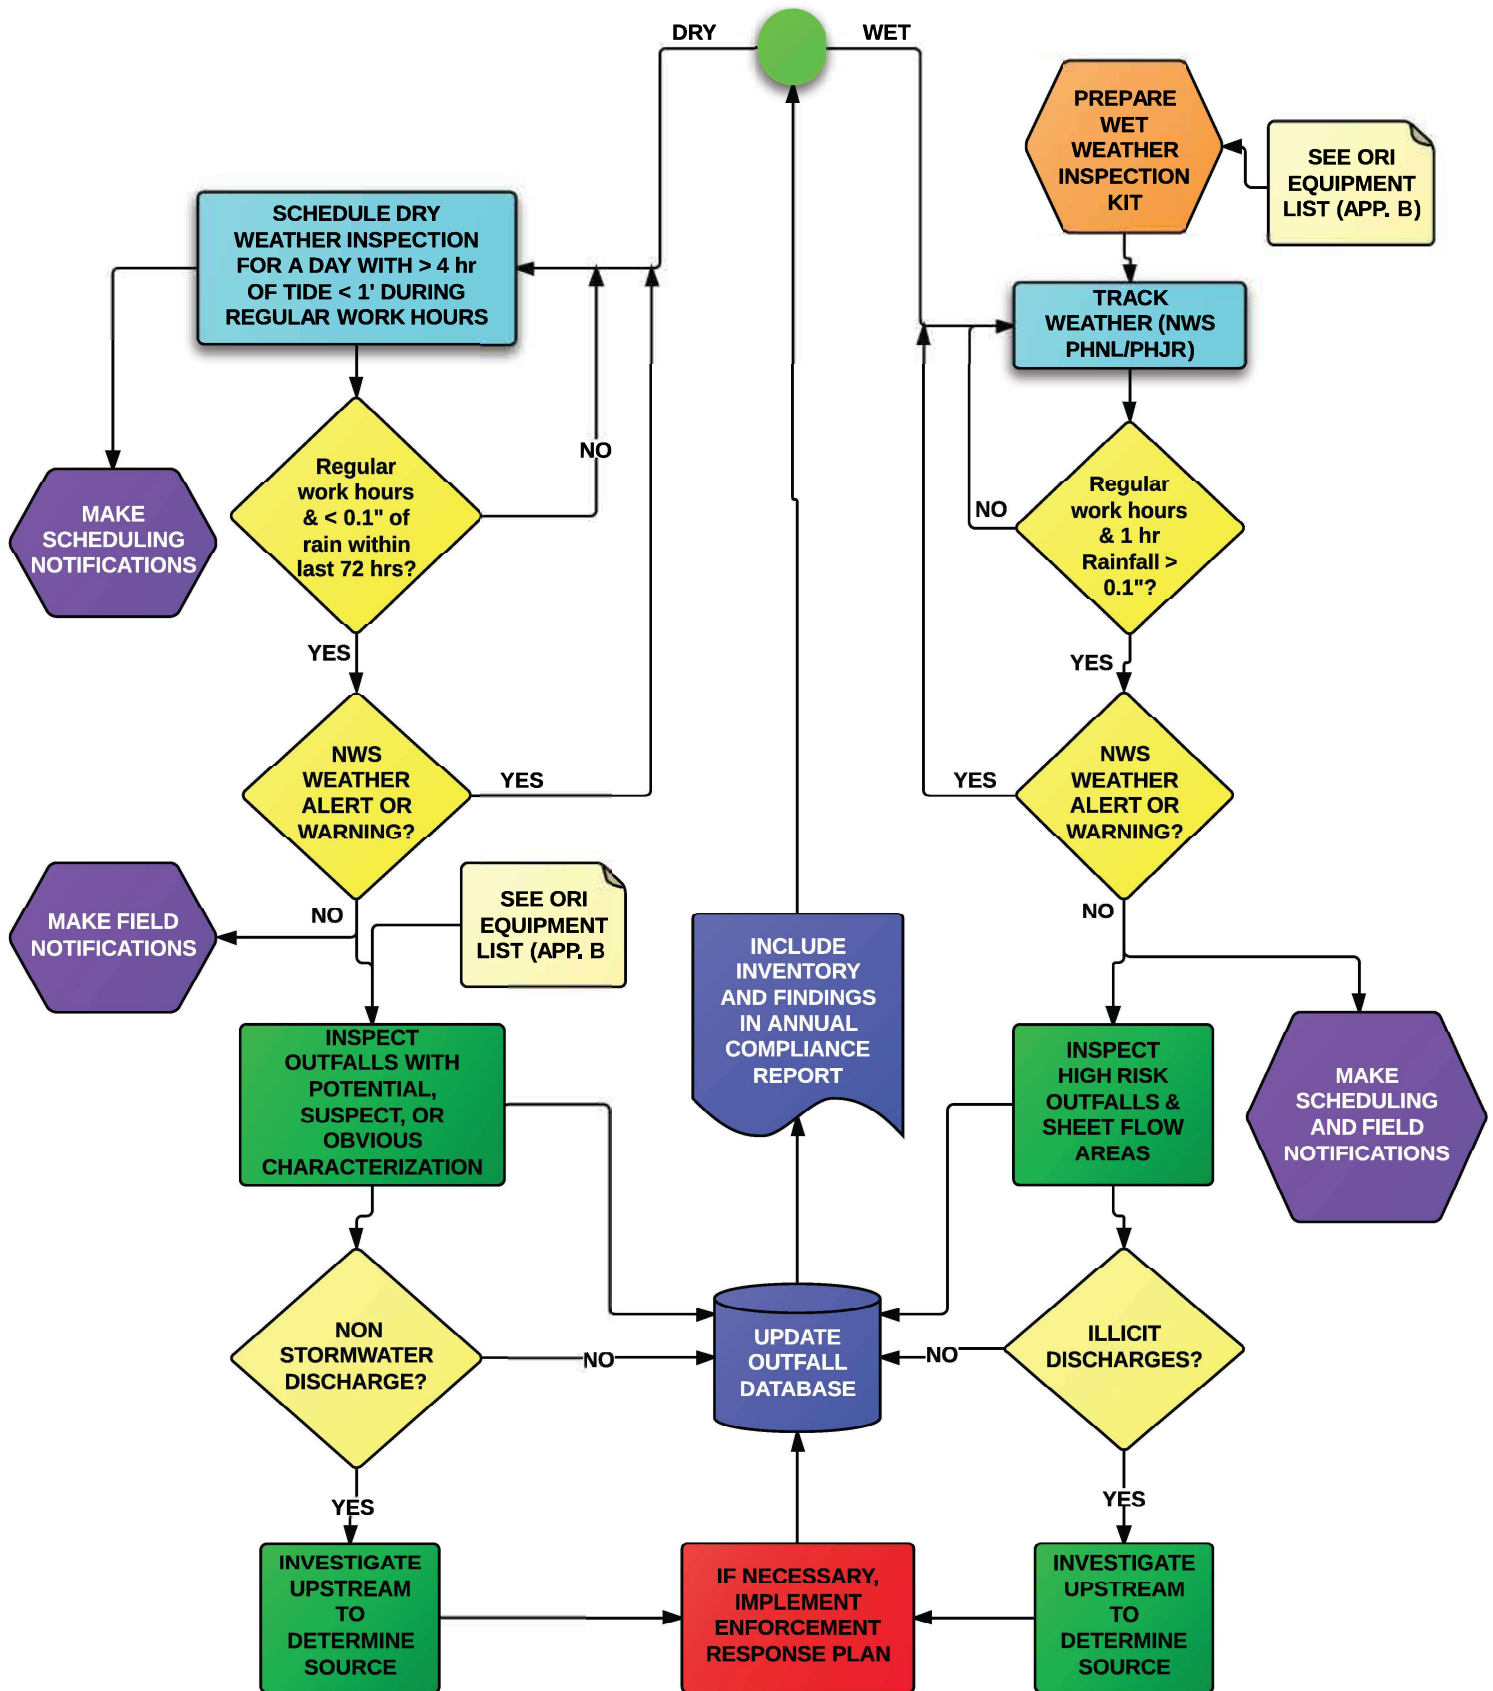 DRY
WET
PREPARE
WET
WEATHER
INSPECTION
KIT
SEE ORI
EQUIPMENT
LIST (APP. B)
SCHEDULE DRY
WEATHER INSPECTION
FOR A DAY WITH > 4 hr
OF TIDE < 1' DURING
REGULAR WORK HOURS
TRACK
WEATHER (NWS
PHNL/PHJR)
MAKE
SCHEDULING
NOTIFICATIONS
Regular
work hours
& < 0.1" of
rain within
last 72 hrs?
NO
NO
Regular
work hours
& 1 hr
Rainfall >
0.1"?
YES
YES
NWS
WEATHER
ALERT OR
WARNING?
YES
YES
NWS
WEATHER
ALERT OR
WARNING?
MAKE FIELD
NOTIFICATIONS
NO
SEE ORI
EQUIPMENT
LIST (APP. B
INCLUDE
INVENTORY
AND FINDINGS
IN ANNUAL
COMPLIANCE
REPORT
NO
INSPECT
OUTFALLS WITH
POTENTIAL,
SUSPECT, OR
OBVIOUS
CHARACTERIZATION
INSPECT
HIGH RISK
OUTFALLS &
SHEET FLOW
AREAS
MAKE
SCHEDULING
AND FIELD
NOTIFICATIONS
NON
STORMWATER
DISCHARGE?
NO
UPDATE
OUTFALL
DATABASE
NO
ILLICIT
DISCHARGES?
YES
YES
INVESTIGATE
UPSTREAM
TO
DETERMINE
SOURCE
IF NECESSARY,
IMPLEMENT
ENFORCEMENT
RESPONSE PLAN
INVESTIGATE
UPSTREAM
TO
DETERMINE
SOURCE